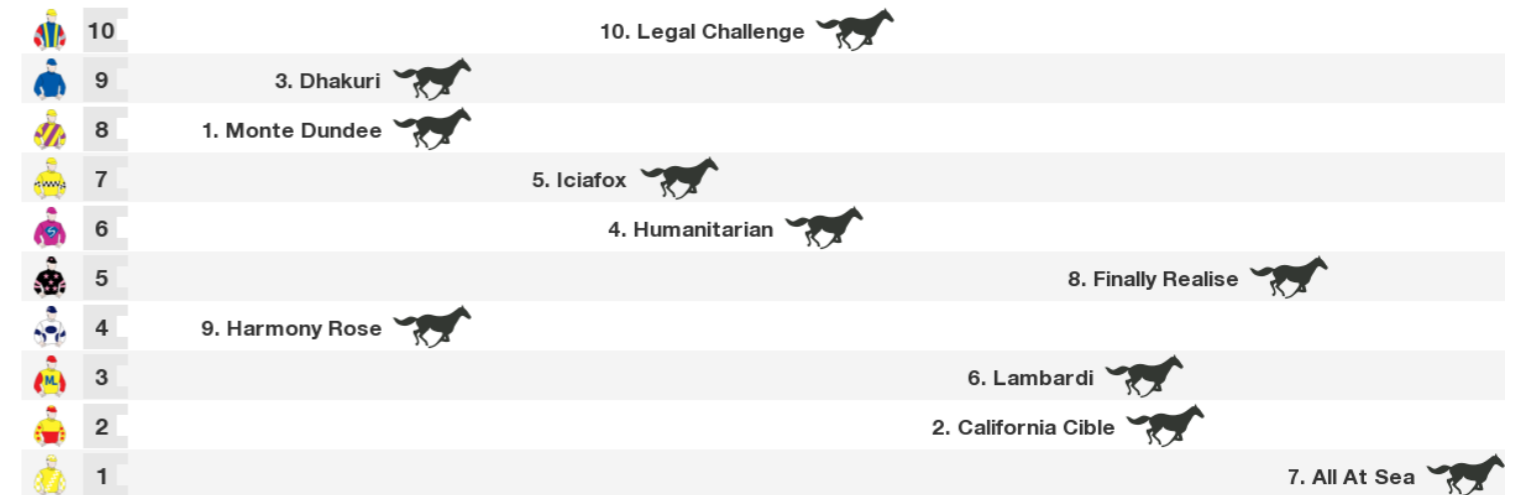 10 10. Legal Challenge
9 3. Dhakuri
8 1. Monte Dundee
7 5. Iciafox
6 4. Humanitarian
5 8. Finally Realise
4 9. Harmony Rose
ML
3 6. Lambardi
2 2. California Cible
1 7. All At Sea